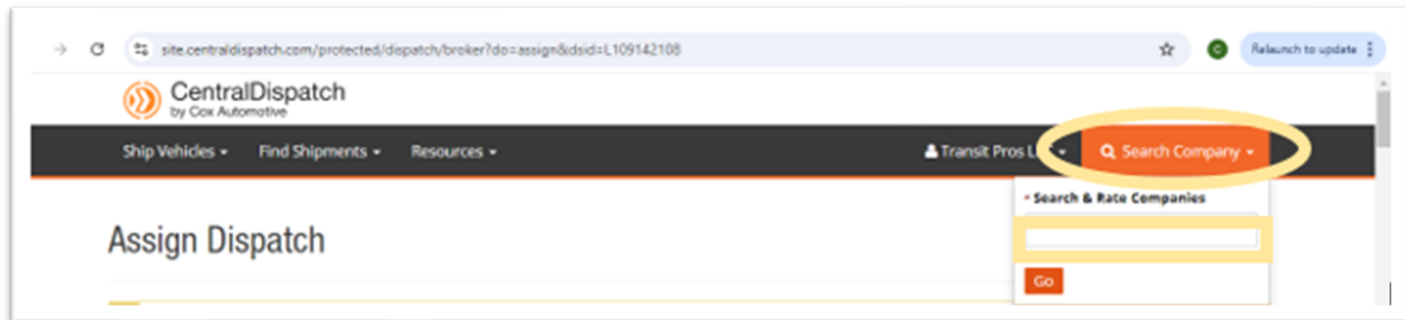 site.centraldispatch.com/protected/dispatch/broker?do=assign&dsid=L109142108
C
Relaunch to update
CentralDispatch
by Cox Automotive
Ship Vehicles
Find Shipments
Resources
Transit Pros
Search Company
* Search & Rate Companies
Assign Dispatch
Go